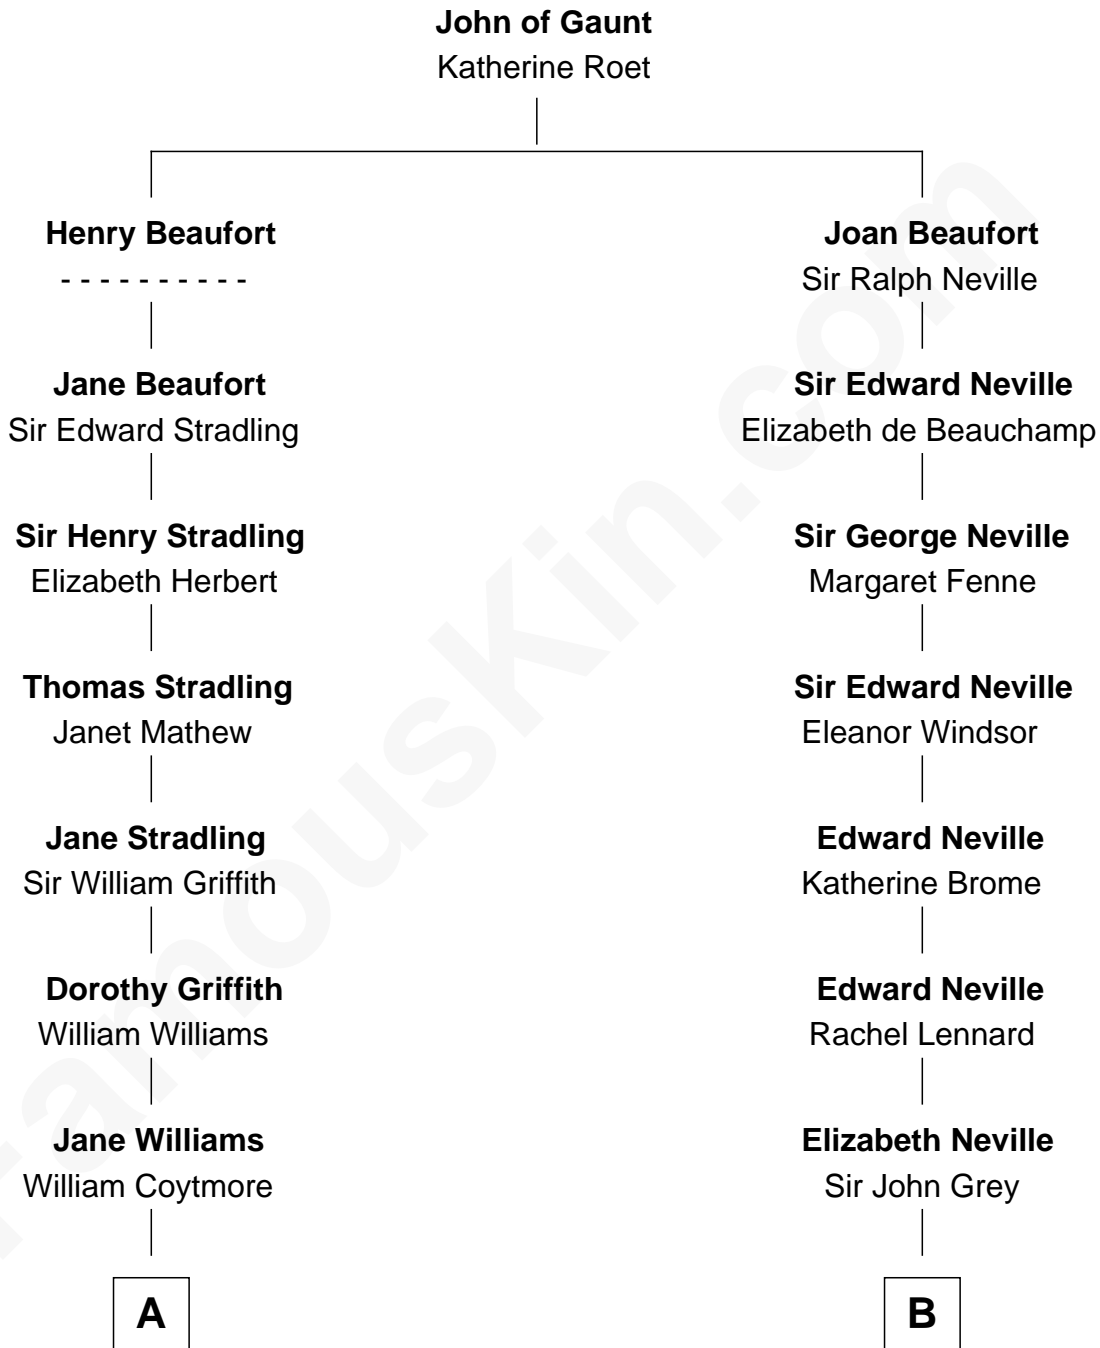 John of Gaunt
Katherine Roet
Henry Beaufort
- - - - - - - - - -
Jane Beaufort
Sir Edward Stradling
Sir Henry Stradling
Elizabeth Herbert
Thomas Stradling
Janet Mathew
Jane Stradling
Sir William Griffith
Dorothy Griffith
William Williams
Jane Williams
William Coytmore
A
Joan Beaufort
Sir Ralph Neville
Sir Edward Neville
Elizabeth de Beauchamp
Sir George Neville
Margaret Fenne
Sir Edward Neville
Eleanor Windsor
Edward Neville
Katherine Brome
Edward Neville
Rachel Lennard
Elizabeth Neville
Sir John Grey
B
FamousKin.com